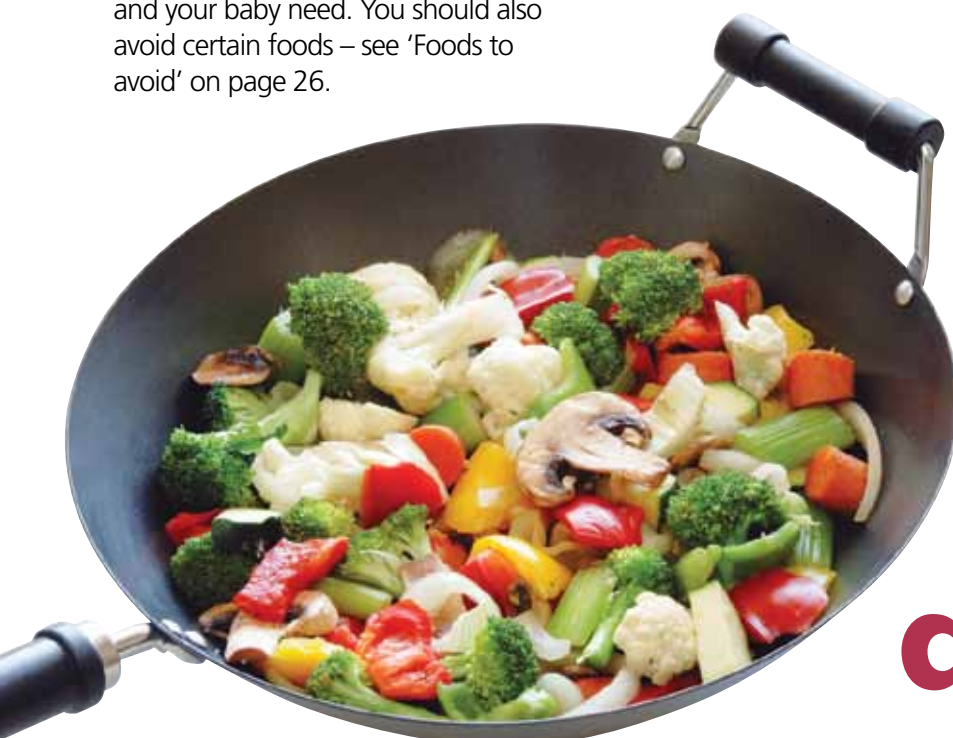 and your baby need. You should also
avoid certain foods – see ‘Foods to
avoid’ on page 26.